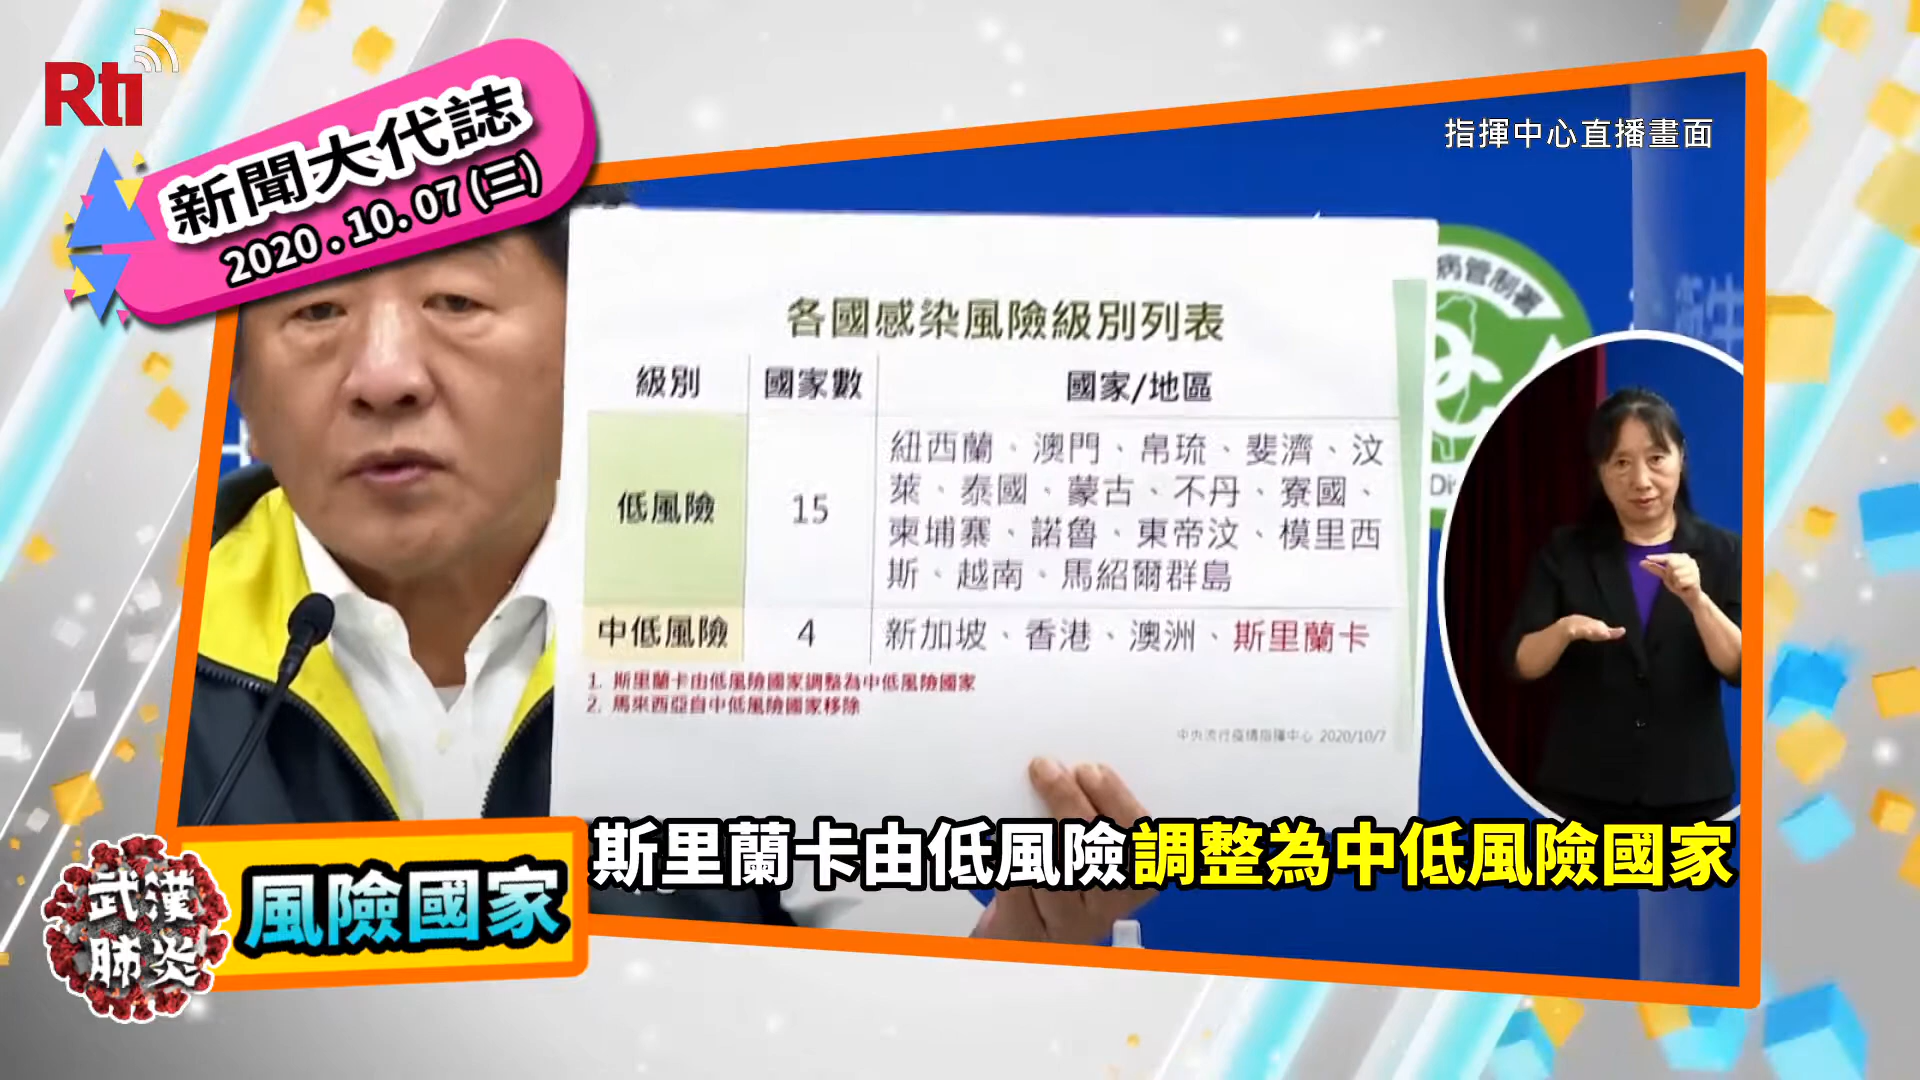 Rti
新聞大代誌
2020.10.07(三)
指揮中心直播畫面
病管制署
衛生
各國感染風險級別列表
級別 國家數 國家/地區
低風險 15 紐西蘭、澳門、帛琉、斐濟、汶
萊、泰國、蒙古、不丹、寮國、
柬埔寨、諾魯、東帝汶、模里西
斯、越南、馬紹爾群島
中低風險 4 新加坡、香港、澳洲、斯里蘭卡
1. 斯里蘭卡由低風險國家調整為中低風險國家
2. 馬來西亞自中低風險國家移除
中央流行疫情指揮中心 2020/10/7
斯里蘭卡由低風險調整為中低風險國家
武漢
肺炎
風險國家